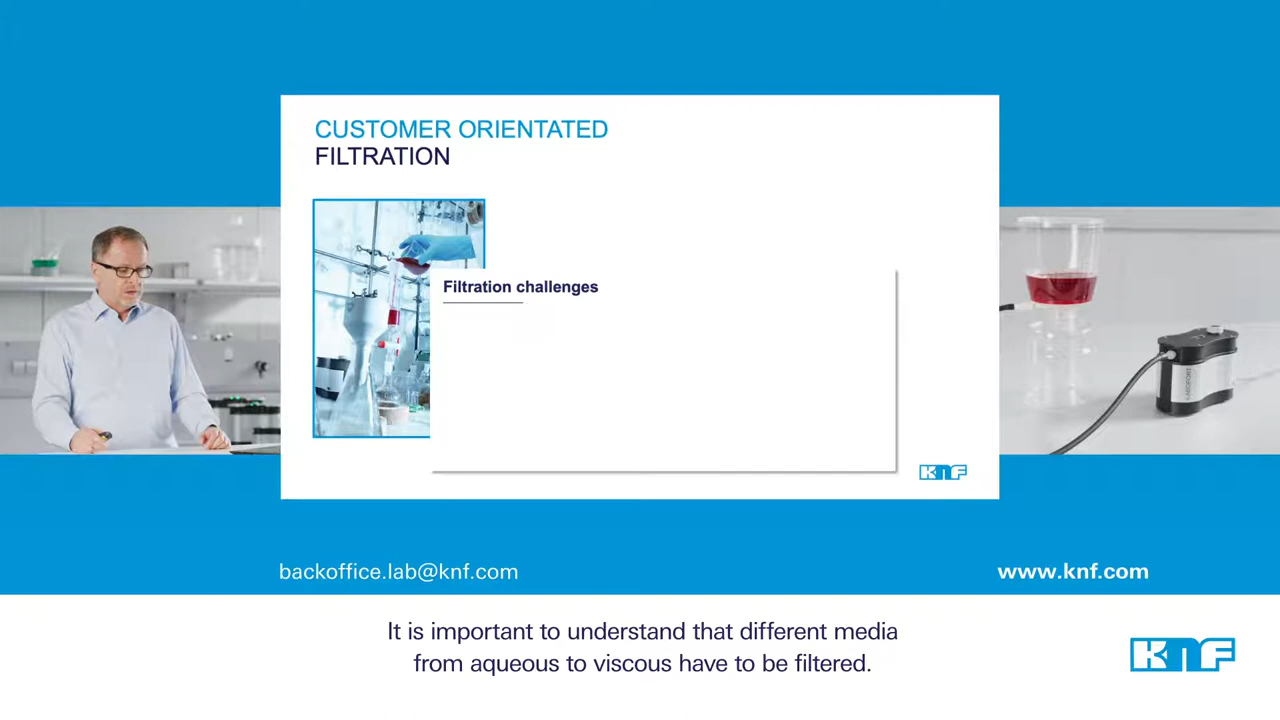 CUSTOMER ORIENTATED
FILTRATION
Filtration challenges
KNF
backoffice.lab@knf.com
www.knf.com
It is important to understand that different media
from aqueous to viscous have to be filtered.
KNF